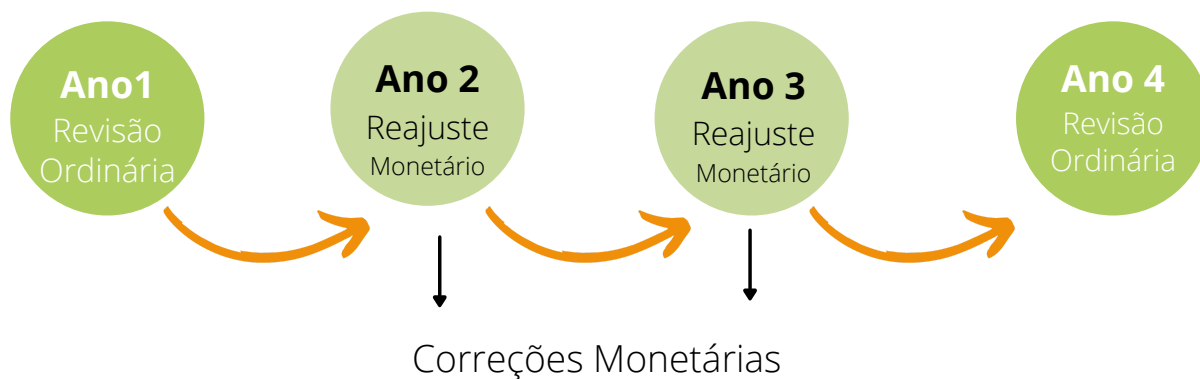 Ano1
Revisão
Ordinária
Ano 2
Reajuste
Monetário
Ano 3
Reajuste
Monetário
Ano 4
Revisão
Ordinária
Correções Monetárias